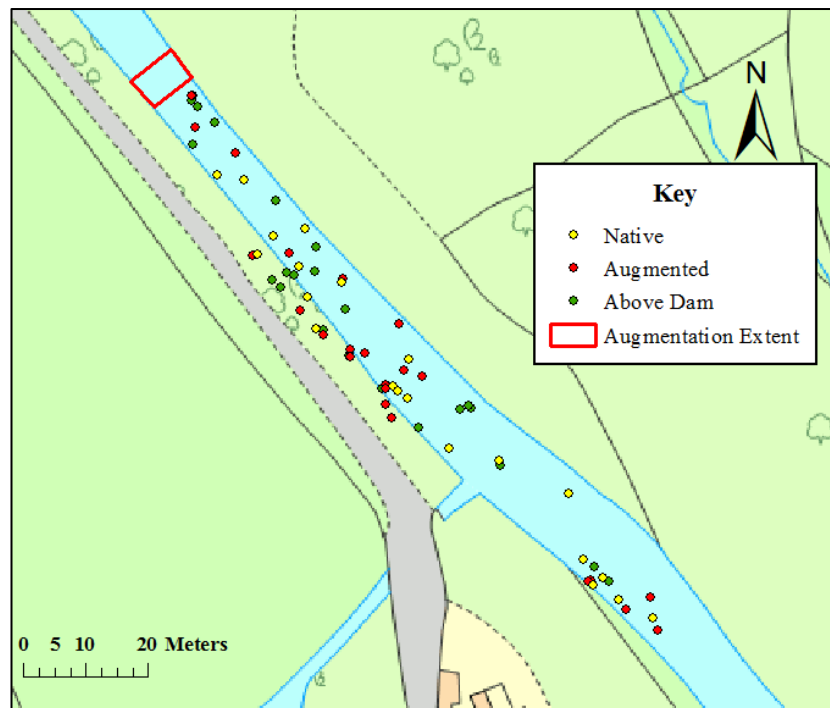 N
Key
Native
Augmented
Above Dam
Augmentation Extent
0 5 10 20 Meters